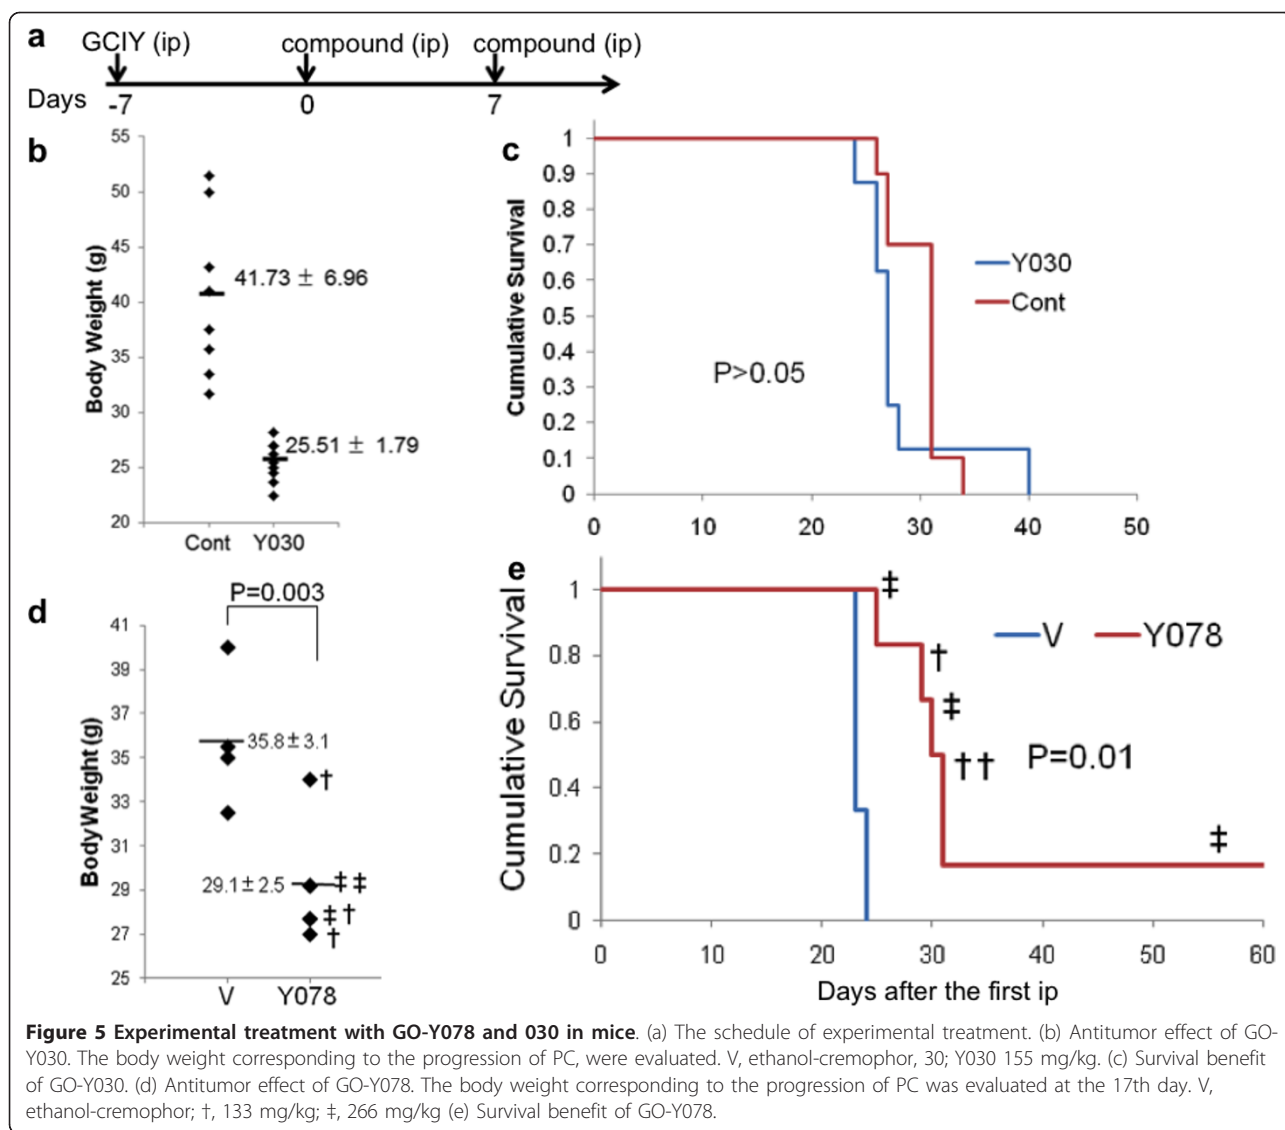 a
GCIY (ip) compound (ip) compound (ip)
Days -7 0 7
b
Body Weight (g)
55
50
45
40
35
30
25
20
41.73 ± 6.96
25.51 ± 1.79
Cont Y030
c
Cumulative Survival
1
0.9
0.8
0.7
0.6
0.5
0.4
0.3
0.2
0.1
0
Y030
Cont
P>0.05
0 10 20 30 40 50
d
P=0.003
Body Weight (g)
41
39
37
35
33
31
29
27
25
35.8±3.1
†
29.1±2.5 ‡ ‡
‡ †
†
V Y078
e
Cumulative Survival
1
0.8
0.6
0.4
0.2
0
‡
V Y078
†
‡
†† P=0.01
‡
0 10 20 30 40 50 60
Days after the first ip
Figure 5 Experimental treatment with GO-Y078 and 030 in mice. (a) The schedule of experimental treatment. (b) Antitumor effect of GO-
Y030. The body weight corresponding to the progression of PC, were evaluated. V, ethanol-cremophor, 30; Y030 155 mg/kg. (c) Survival benefit
of GO-Y030. (d) Antitumor effect of GO-Y078. The body weight corresponding to the progression of PC was evaluated at the 17th day. V,
ethanol-cremophor; †, 133 mg/kg; ‡, 266 mg/kg (e) Survival benefit of GO-Y078.